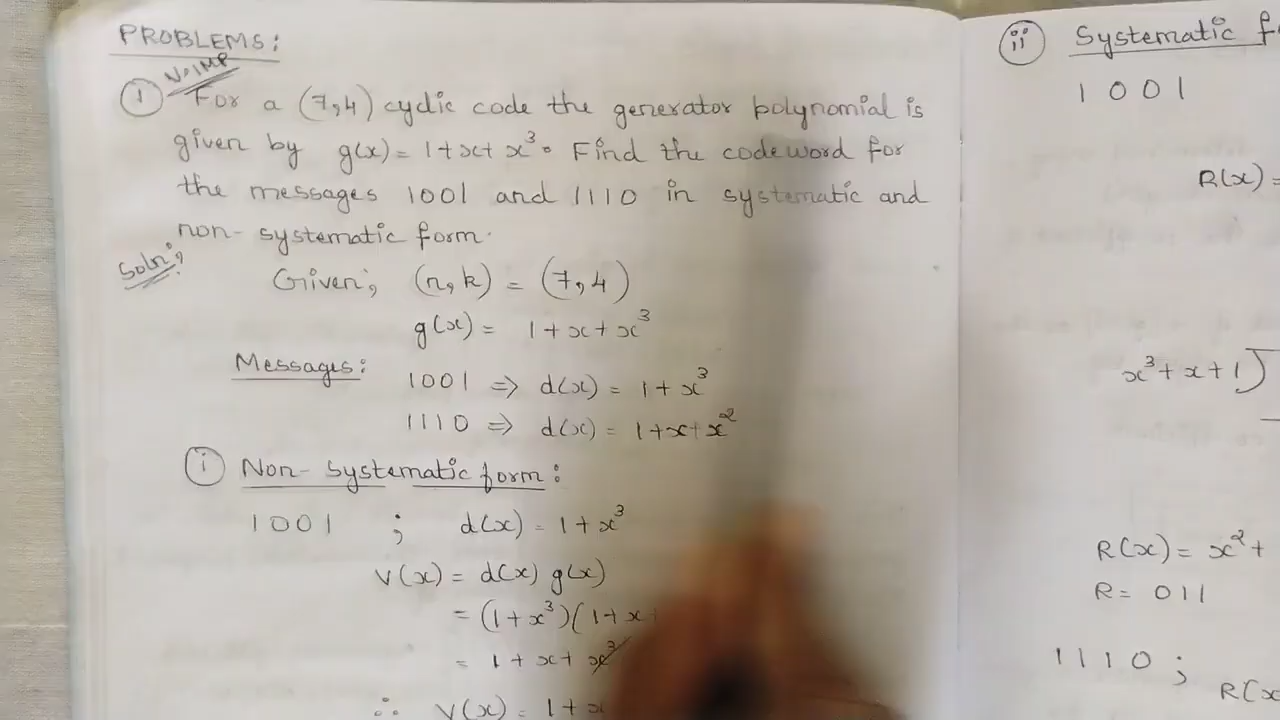 PROBLEMS:
V.IMP
① For a (7,4) cyclic code the generator polynomial is
given by g(x) = 1+x+x³. Find the codeword for
the messages 1001 and 1110 in systematic and
non-systematic form.
Soln:
Given; (n,k) = (7,4)
g(x) = 1+x+x³
Messages:
1001 ⇒ d(x) = 1+x³
1110 ⇒ d(x) = 1+x+x²
ⓘ Non-systematic form:
1001 ; d(x) = 1+x³
V(x) = d(x) g(x)
= (1+x³)(1+x+
= 1+x+x³
∴ V(x) = 1+x
ii Systematic f
1001
R(x) =
x³+x+1)
R(x) = x²+
R = 011
1110 ;
R(x